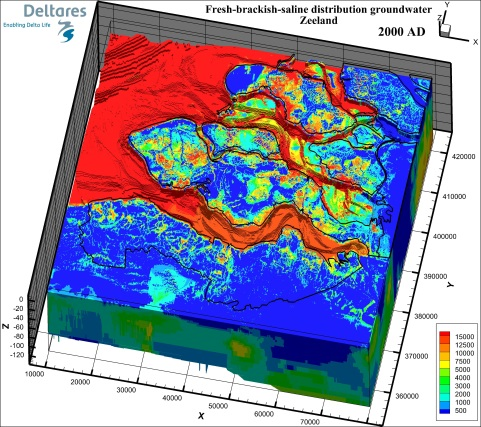 Deltares
Enabling Delta Life
Fresh-brackish-saline distribution groundwater
Zeeland
2000 AD
Y
Z
X
420000
410000
400000
390000
Y
380000
370000
360000
0
-20
-40
-60
-80
-100
-120
Z
10000
20000
30000
40000
50000
60000
70000
X
15000
12500
10000
7500
5000
4000
3000
2000
1000
500